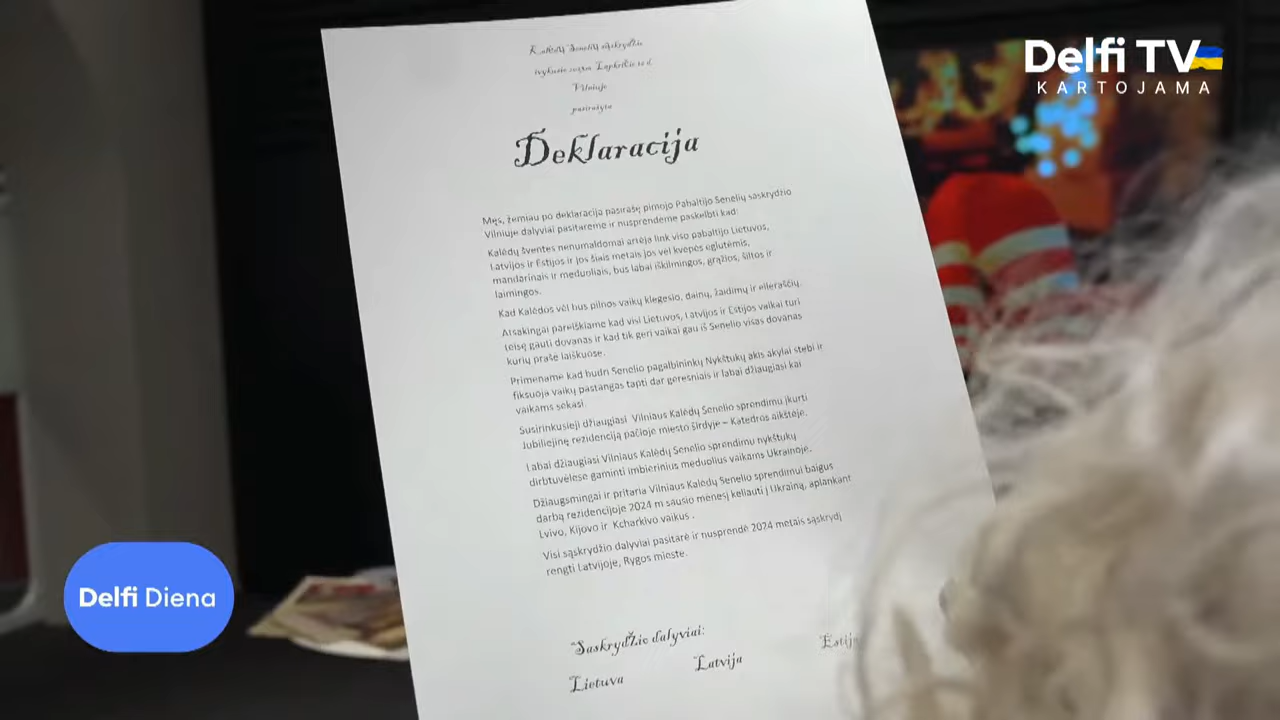 Delfi TV
KARTOJAMA
Kalėdų Senelių sąskrydžio
Vilniuje
pasirašyta
Deklaracija
Mes, žemiau po deklaracija pasirašę pirmojo Pabaltijo Senelių sąskrydžio
Vilniuje dalyviai pasitarėme ir nusprendėme paskelbti kad:
Kalėdų šventės nenumaldomai artėja link viso pabaltijo Lietuvos,
Latvijos ir Estijos ir jos šiais metais jos vėl kvepės eglutėmis,
mandarinais ir meduoliais, bus labai iškilmingos, gražios, šiltos ir
laimingos.
Kad Kalėdos vėl bus pilnos vaikų klegesio, dainų, žaidimų ir eilėraščių.
Atsakingai pareiškiame kad visi Lietuvos, Latvijos ir Estijos vaikai turi
teisę gauti dovanas ir kad tik geri vaikai gau iš Senelio visas dovanas
kurių prašė laiškuose.
Primename kad budri Senelio pagalbininkų Nykštukų akis akylai stebi ir
fiksuoja vaikų pastangas tapti dar geresniais ir labai džiaugiasi kai
vaikams sekasi
Susirinkusieji džiaugiasi Vilniaus Kalėdų Senelio sprendimu įkurti
Jubiliejinę rezidenciją pačioje miesto širdyje – Katedros aikštėje.
Labai džiaugiasi Vilniaus Kalėdų Senelio sprendimu nykštukų
dirbtuvėlėse gaminti imbierinius meduolius vaikams Ukrainoje.
Džiaugsmingai ir pritaria Vilniaus Kalėdų Senelio sprendimui baigus
darbą rezidencijoje 2024 m sausio mėnesį keliauti į Ukrainą, aplankant
Lvivo, Kijovo ir Kcharkivo vaikus .
Visi sąskrydžio dalyviai pasitarė ir nusprendė 2024 metais sąskrydį
rengti Latvijoje, Rygos mieste.
Sąskrydžio dalyviai:
Lietuva Latvija Estija
Delfi Diena